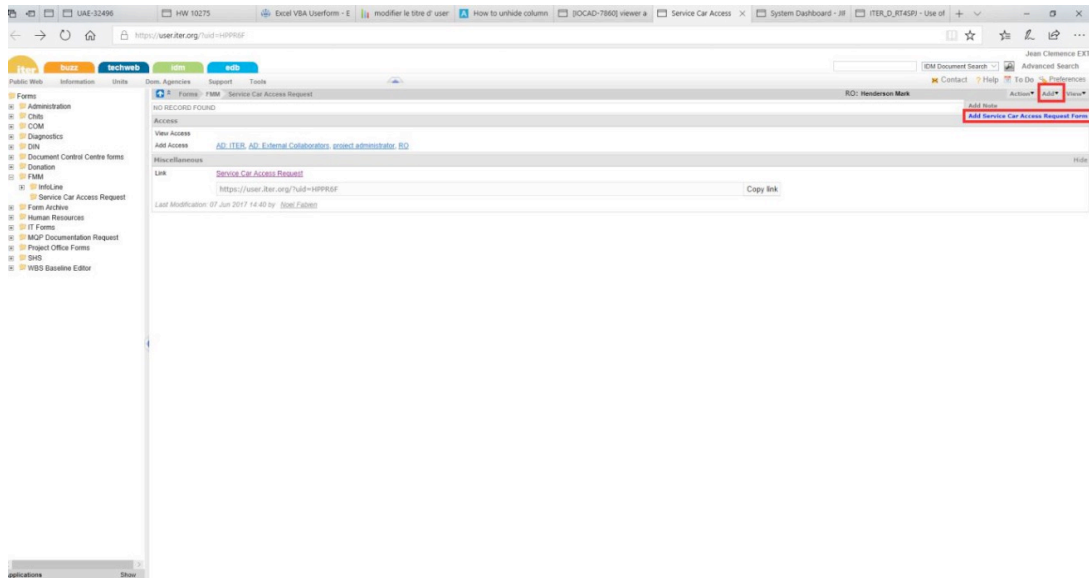 UAE-32496
HW 10275
Excel VBA Userform - E
modifier le titre d' user
How to unhide column
[IOCAD-7860] viewer a
Service Car Access
System Dashboard - JI
ITER_D_RT4SPJ - Use of
https://user.iter.org/?uid=HPPR6F
Jean Clemence EXT
iter buzz techweb idm edb
IDM Document Search Advanced Search
Public Web Information Units Dom. Agencies Support Tools
Contact ? Help To Do Preferences
Forms
Administration
Chits
COM
Diagnostics
DIN
Document Control Centre forms
Donation
FMM
InfoLine
Service Car Access Request
Form Archive
Human Resources
IT Forms
MQP Documentation Request
Project Office Forms
SHS
WBS Baseline Editor
Forms FMM Service Car Access Request
RO: Henderson Mark
Action Add View
Add Note
Add Service Car Access Request Form
NO RECORD FOUND
Access
View Access
Add Access AD: ITER, AD: External Collaborators, project administrator, RO
Miscellaneous Hide
Link Service Car Access Request
https://user.iter.org/?uid=HPPR6F Copy link
Last Modification: 07 Jun 2017 14:40 by Noel Fabien
pplications Show